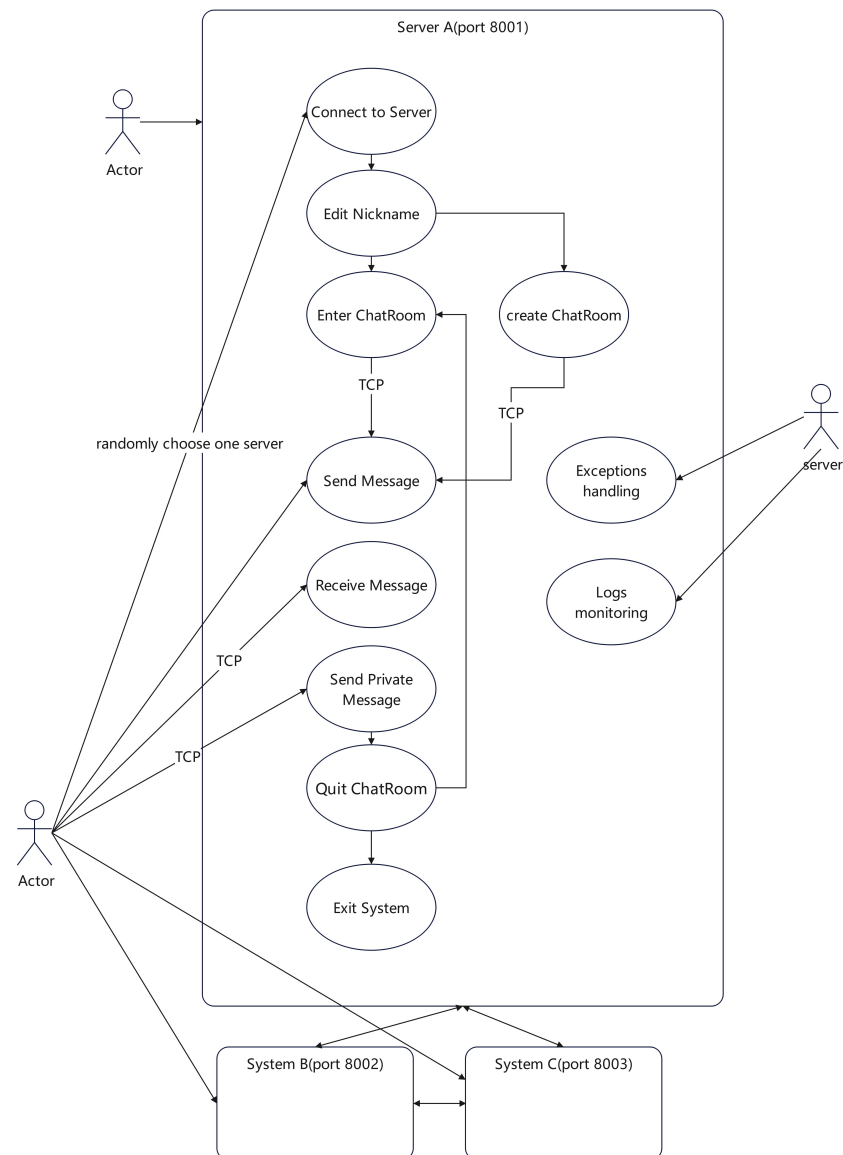 Server A(port 8001)
Connect to Server
Actor
Edit Nickname
Enter ChatRoom
create ChatRoom
TCP
TCP
randomly choose one server
server
Send Message
Exceptions
handling
Receive Message
Logs
monitoring
TCP
Send Private
Message
TCP
Quit ChatRoom
Actor
Exit System
System B(port 8002)
System C(port 8003)